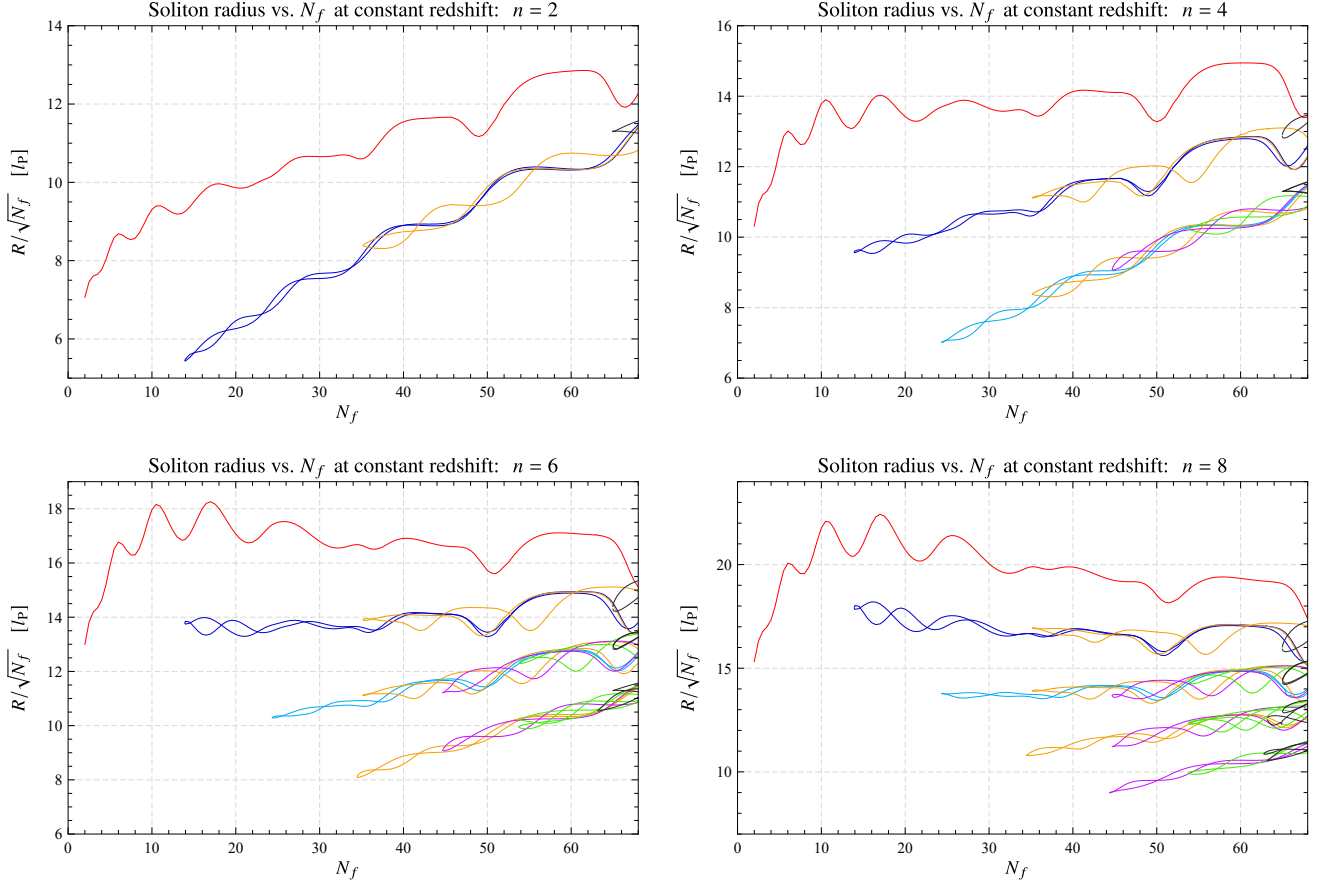 Soliton radius vs. N_f at constant redshift: n = 2
14
12
10
8
6
R/√N_f [l_P]
0 10 20 30 40 50 60
N_f
Soliton radius vs. N_f at constant redshift: n = 4
16
14
12
10
8
6
R/√N_f [l_P]
0 10 20 30 40 50 60
N_f
Soliton radius vs. N_f at constant redshift: n = 6
18
16
14
12
10
8
6
R/√N_f [l_P]
0 10 20 30 40 50 60
N_f
Soliton radius vs. N_f at constant redshift: n = 8
20
15
10
R/√N_f [l_P]
0 10 20 30 40 50 60
N_f